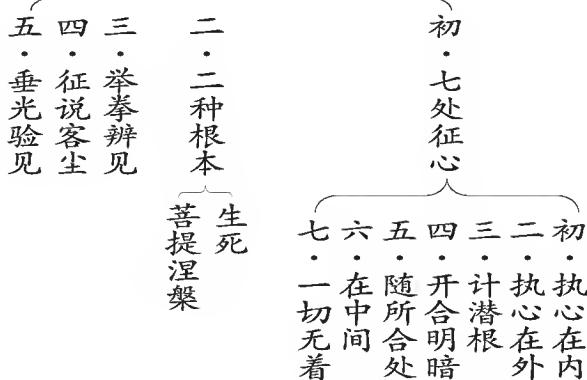 初·七处征心
初·执心在内
二·执心在外
三·计潜根
四·开合明暗
五·随所合处
六·在中间
七·一切无着
二·二种根本
生死
菩提涅槃
三·举拳辨见
四·征说客尘
五·垂光验见